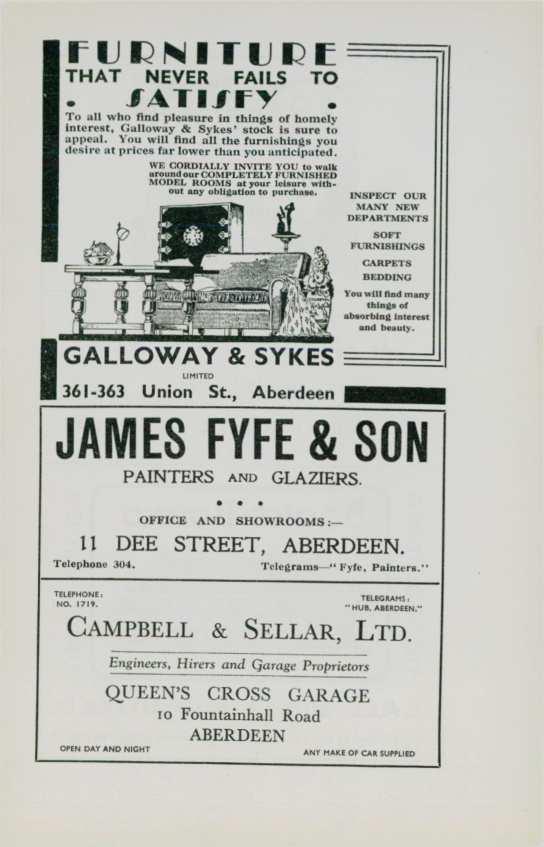 FURNITURE
THAT NEVER FAILS TO
SATISFY
To all who find pleasure in things of homely
interest, Galloway & Sykes' stock is sure to
appeal. You will find all the furnishings you
desire at prices far lower than you anticipated.
WE CORDIALLY INVITE YOU to walk
around our COMPLETELY FURNISHED
MODEL ROOMS at your leisure with-
out any obligation to purchase.
INSPECT OUR
MANY NEW
DEPARTMENTS
SOFT
FURNISHINGS
CARPETS
BEDDING
You will find many
things of
absorbing interest
and beauty.
GALLOWAY & SYKES
LIMITED
361-363 Union St., Aberdeen
JAMES FYFE & SON
PAINTERS AND GLAZIERS.
• • •
OFFICE AND SHOWROOMS:—
11 DEE STREET, ABERDEEN.
Telephone 304. Telegrams—"Fyfe, Painters."
TELEPHONE:
NO. 1719.
TELEGRAMS:
"HUB, ABERDEEN."
CAMPBELL & SELLAR, LTD.
Engineers, Hirers and Garage Proprietors
QUEEN'S CROSS GARAGE
10 Fountainhall Road
ABERDEEN
OPEN DAY AND NIGHT
ANY MAKE OF CAR SUPPLIED